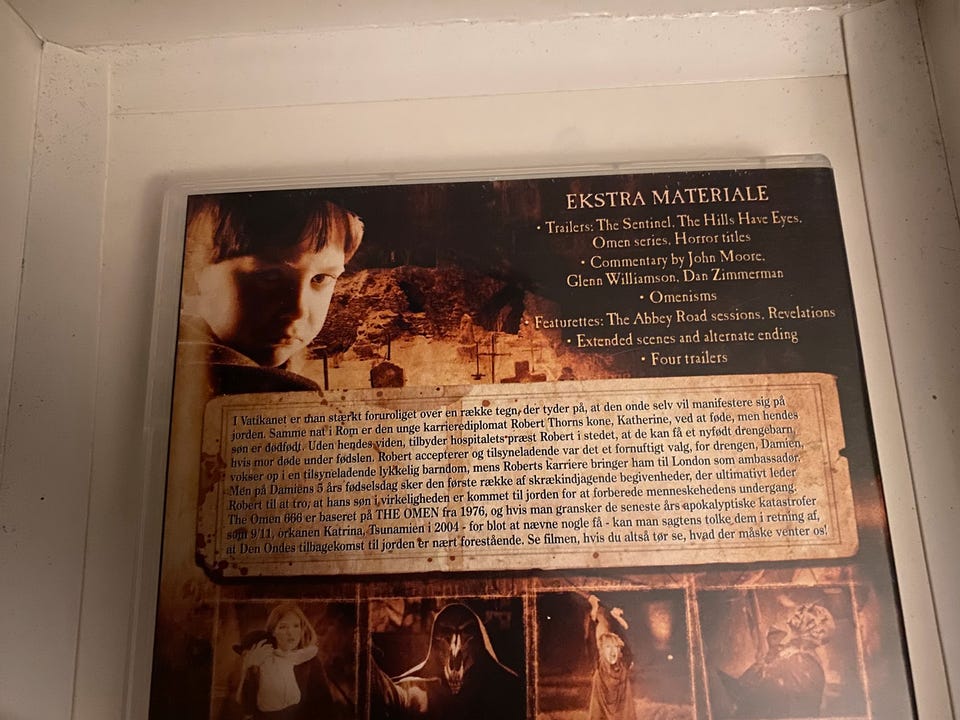 EKSTRA MATERIALE
• Trailers: The Sentinel, The Hills Have Eyes,
Omen series, Horror titles
• Commentary by John Moore,
Glenn Williamson, Dan Zimmerman
• Omenisms
• Featurettes: The Abbey Road sessions, Revelations
• Extended scenes and alternate ending
• Four trailers
I Vatikanet er man stærkt foruroliget over en række tegn, der tyder på, at den onde selv vil manifestere sig på
jorden. Samme nat i Rom er den unge karrierediplomat Robert Thorns kone, Katherine, ved at føde, men hendes
søn er dødfødt. Uden hendes viden, tilbyder hospitalets præst Robert i stedet, at de kan få et nyfødt drengebarn,
hvis mor døde under fødslen. Robert accepterer og tilsyneladende var det et fornuftigt valg, for drengen, Damien,
vokser op i en tilsyneladende lykkelig barndom, mens Roberts karriere bringer ham til London som ambassadør.
Men på Damiens 5 års fødselsdag sker den første række af skrækindjagende begivenheder, der ultimativt leder
Robert til at tro, at hans søn i virkeligheden er kommet til jorden for at forberede menneskehedens undergang.
The Omen 666 er baseret på THE OMEN fra 1976, og hvis man gransker de seneste års apokalyptiske katastrofer
som 9/11, orkanen Katrina, Tsunamien i 2004 - for blot at nævne nogle få - kan man sagtens tolke dem i retning af,
at Den Ondes tilbagekomst til jorden er nært forestående. Se filmen, hvis du altså tør se, hvad der måske venter os!